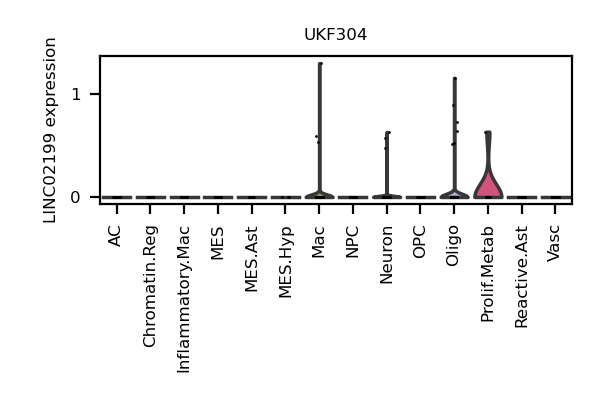 UKF304
LINC02199 expression
1
0
AC
Chromatin.Reg
Inflammatory.Mac
MES
MES.Ast
MES.Hyp
Mac
NPC
Neuron
OPC
Oligo
Prolif.Metab
Reactive.Ast
Vasc